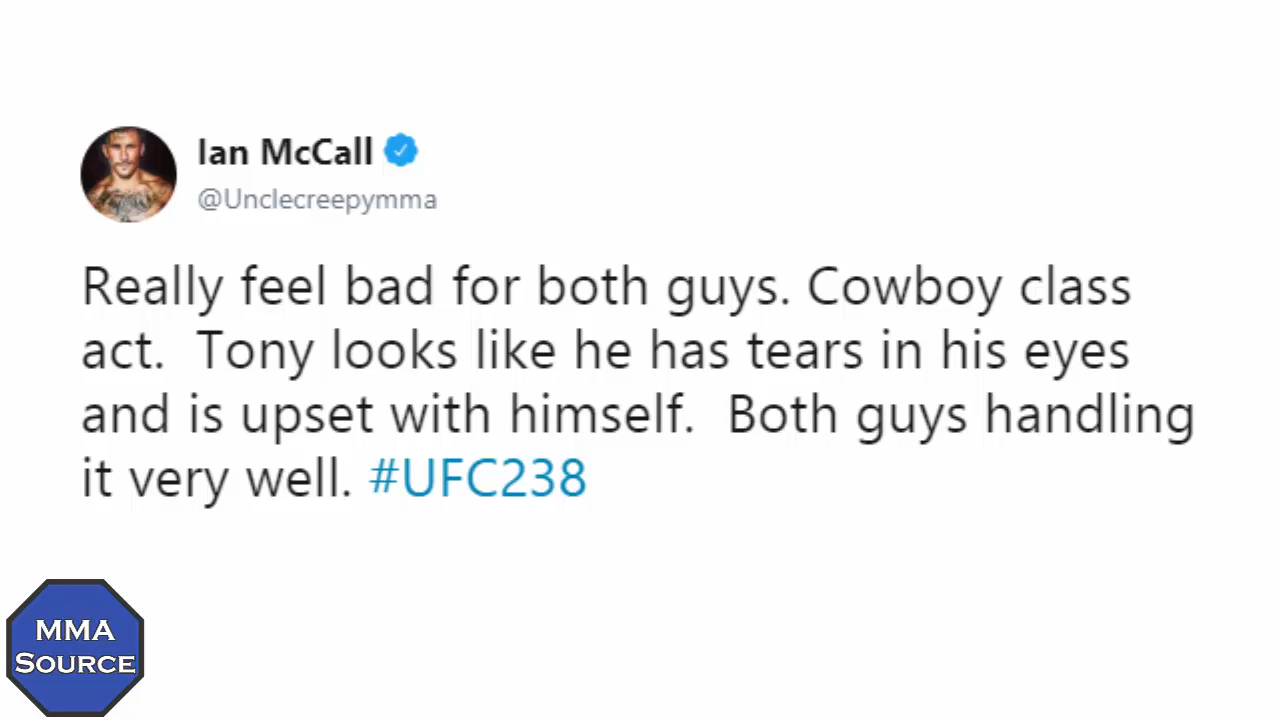 Ian McCall
@Unclecreepymma
Really feel bad for both guys. Cowboy class
act.  Tony looks like he has tears in his eyes
and is upset with himself.  Both guys handling
it very well. #UFC238
MMA
SOURCE